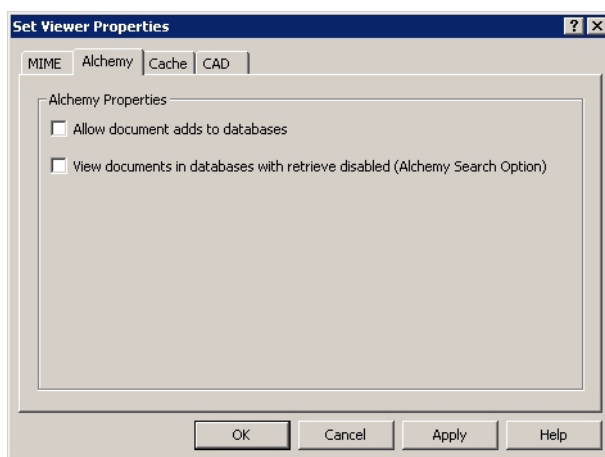 Set Viewer Properties
MIME Alchemy Cache CAD
Alchemy Properties
Allow document adds to databases
View documents in databases with retrieve disabled (Alchemy Search Option)
OK Cancel Apply Help